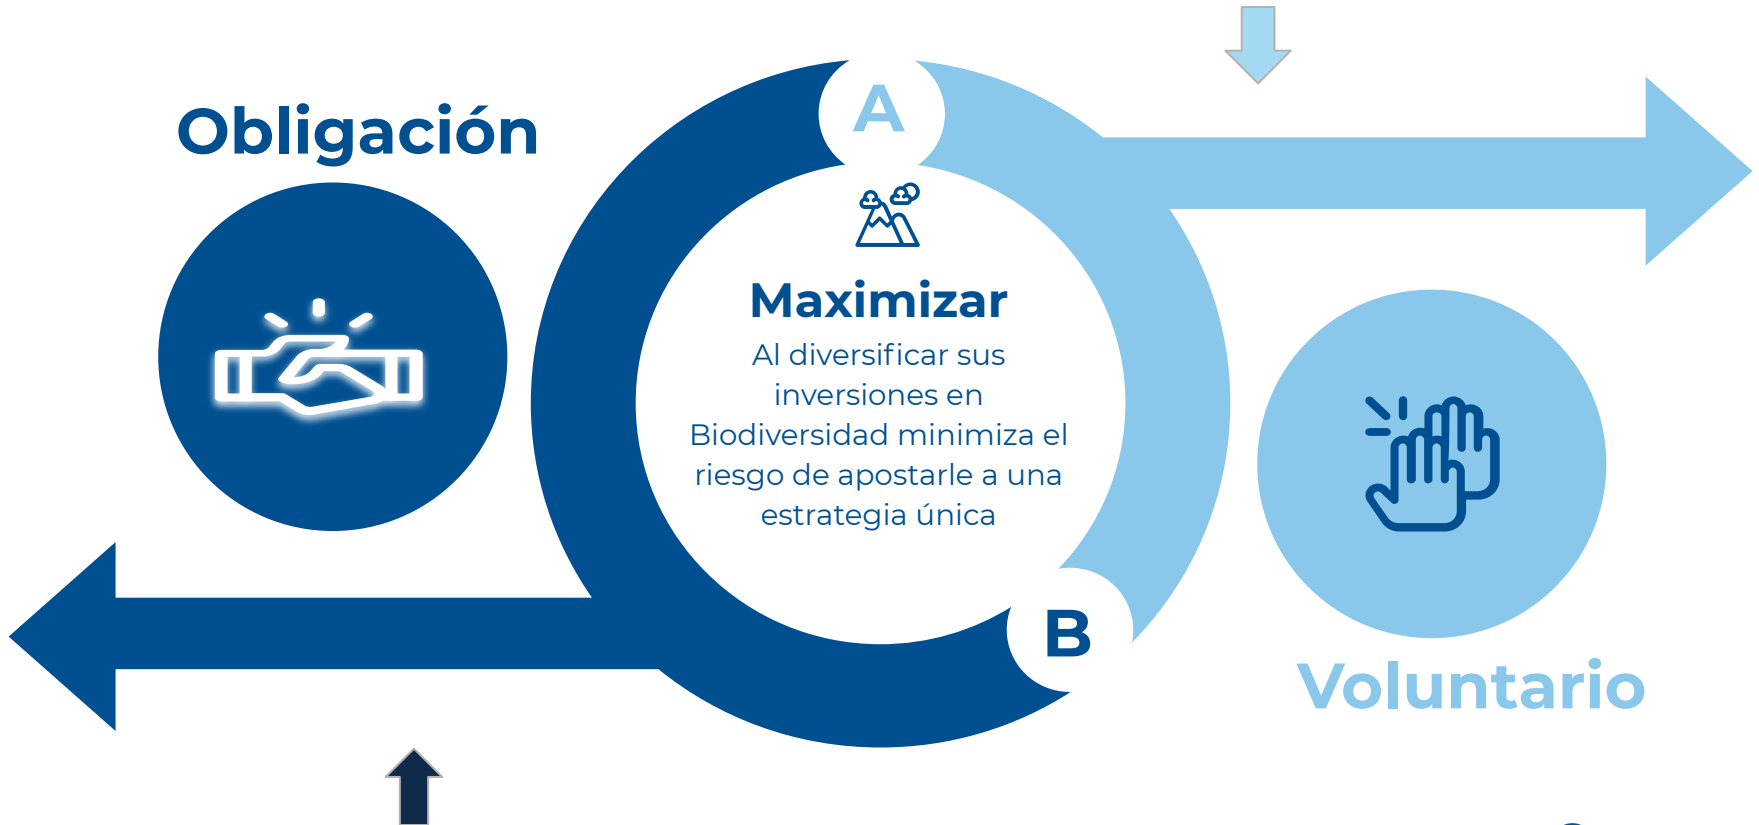 Obligación
A
Maximizar
Al diversificar sus
inversiones en
Biodiversidad minimiza el
riesgo de apostarle a una
estrategia única
B
Voluntario